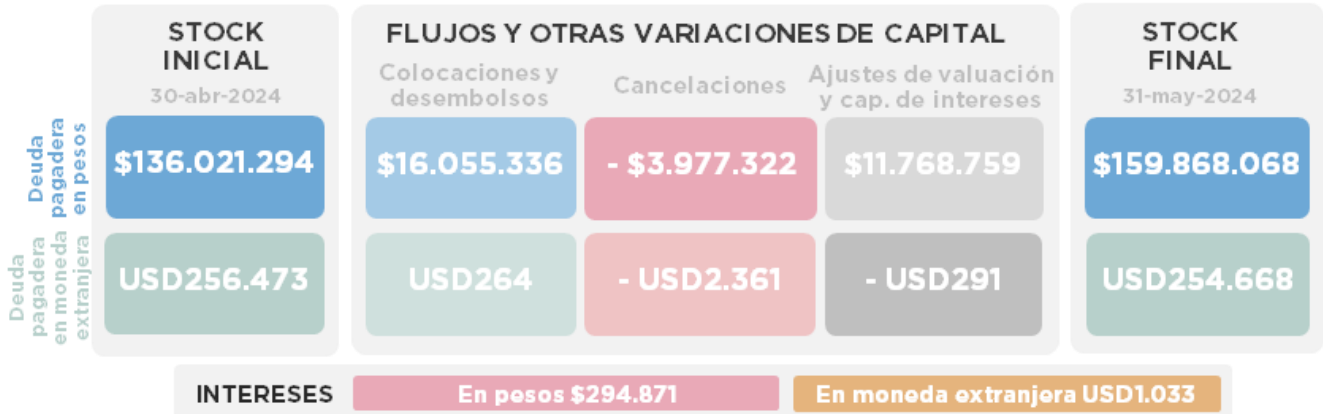 STOCK
INICIAL
30-abr-2024
FLUJOS Y OTRAS VARIACIONES DE CAPITAL
Colocaciones y
desembolsos
Cancelaciones
Ajustes de valuación
y cap. de intereses
STOCK
FINAL
31-may-2024
Deuda
pagadera
en pesos
$136.021.294
$16.055.336
- $3.977.322
$11.768.759
$159.868.068
Deuda
pagadera
en moneda
extranjera
USD256.473
USD264
- USD2.361
- USD291
USD254.668
INTERESES
En pesos $294.871
En moneda extranjera USD1.033